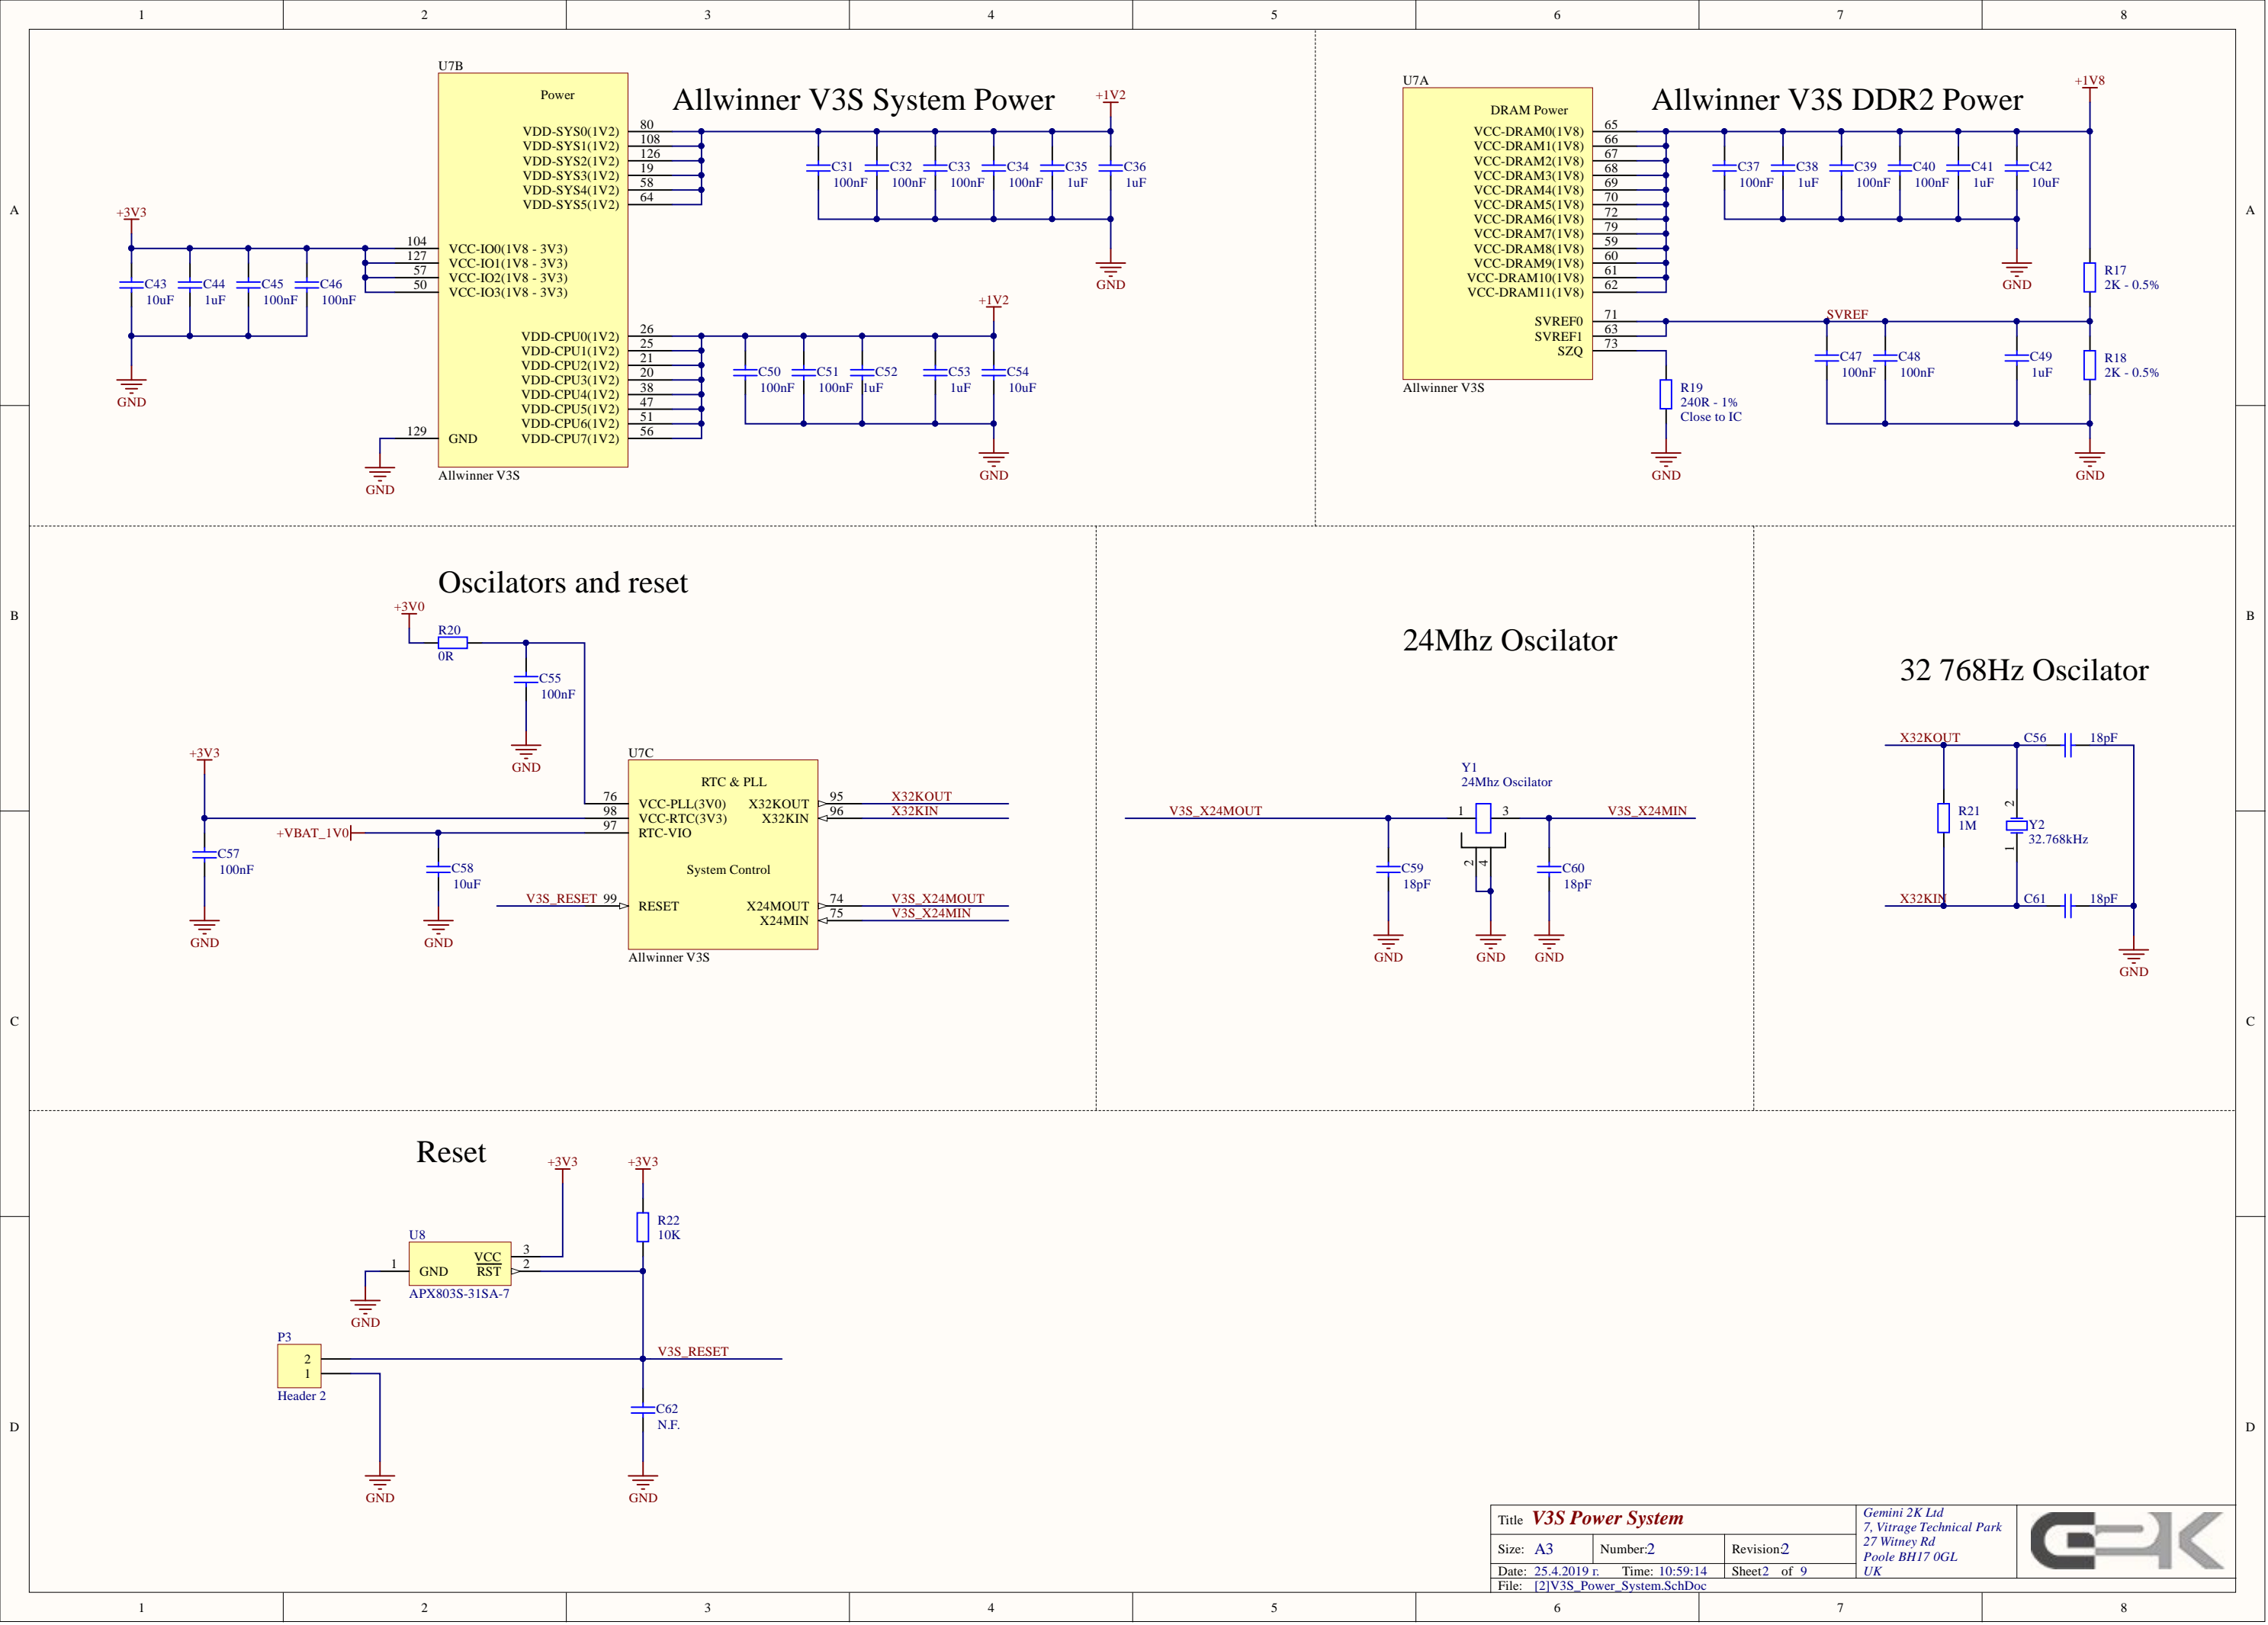 1 2 3 4 5 6 7 8
A
B
C
D
A
B
C
D
Allwinner V3S System Power
U7B
Power
VDD-SYS0(1V2) 80
VDD-SYS1(1V2) 108
VDD-SYS2(1V2) 126
VDD-SYS3(1V2) 19
VDD-SYS4(1V2) 58
VDD-SYS5(1V2) 64
+1V2
C31 100nF
C32 100nF
C33 100nF
C34 100nF
C35 1uF
C36 1uF
GND
+3V3
104 VCC-IO0(1V8 - 3V3)
127 VCC-IO1(1V8 - 3V3)
57 VCC-IO2(1V8 - 3V3)
50 VCC-IO3(1V8 - 3V3)
C43 10uF
C44 1uF
C45 100nF
C46 100nF
GND
VDD-CPU0(1V2) 26
VDD-CPU1(1V2) 25
VDD-CPU2(1V2) 21
VDD-CPU3(1V2) 20
VDD-CPU4(1V2) 38
VDD-CPU5(1V2) 47
VDD-CPU6(1V2) 51
VDD-CPU7(1V2) 56
+1V2
C50 100nF
C51 100nF
C52 1uF
C53 1uF
C54 10uF
GND
129 GND
GND
Allwinner V3S
Allwinner V3S DDR2 Power
U7A
DRAM Power
VCC-DRAM0(1V8) 65
VCC-DRAM1(1V8) 66
VCC-DRAM2(1V8) 67
VCC-DRAM3(1V8) 68
VCC-DRAM4(1V8) 69
VCC-DRAM5(1V8) 70
VCC-DRAM6(1V8) 72
VCC-DRAM7(1V8) 79
VCC-DRAM8(1V8) 59
VCC-DRAM9(1V8) 60
VCC-DRAM10(1V8) 61
VCC-DRAM11(1V8) 62
SVREF0 71
SVREF1 63
SZQ 73
Allwinner V3S
+1V8
C37 100nF
C38 1uF
C39 100nF
C40 100nF
C41 1uF
C42 10uF
GND
R17
2K - 0.5%
SVREF
C47 100nF
C48 100nF
C49 1uF
R18
2K - 0.5%
GND
R19
240R - 1%
Close to IC
GND
Oscilators and reset
+3V0
R20
0R
C55
100nF
GND
+3V3
C57
100nF
GND
+VBAT_1V0
C58
10uF
GND
U7C
RTC & PLL
76 VCC-PLL(3V0)
98 VCC-RTC(3V3)
97 RTC-VIO
X32KOUT 95 X32KOUT
X32KIN 96 X32KIN
System Control
V3S_RESET 99 RESET
X24MOUT 74 V3S_X24MOUT
X24MIN 75 V3S_X24MIN
Allwinner V3S
24Mhz Oscilator
Y1
24Mhz Oscilator
V3S_X24MOUT 1 3 V3S_X24MIN
2 4
C59
18pF
C60
18pF
GND GND GND
32 768Hz Oscilator
X32KOUT C56 18pF
R21
1M
2
Y2
32.768kHz
1
X32KIN C61 18pF
GND
Reset
+3V3 +3V3
R22
10K
U8
VCC 3
1 GND RST 2
APX803S-31SA-7
GND
P3
2
1
Header 2
V3S_RESET
C62
N.F.
GND GND
Title V3S Power System
Size: A3 Number:2 Revision:2
Date: 25.4.2019 г. Time: 10:59:14 Sheet2 of 9
File: [2]V3S_Power_System.SchDoc
Gemini 2K Ltd
7, Vitrage Technical Park
27 Witney Rd
Poole BH17 0GL
UK
G2K
1 2 3 4 5 6 7 8